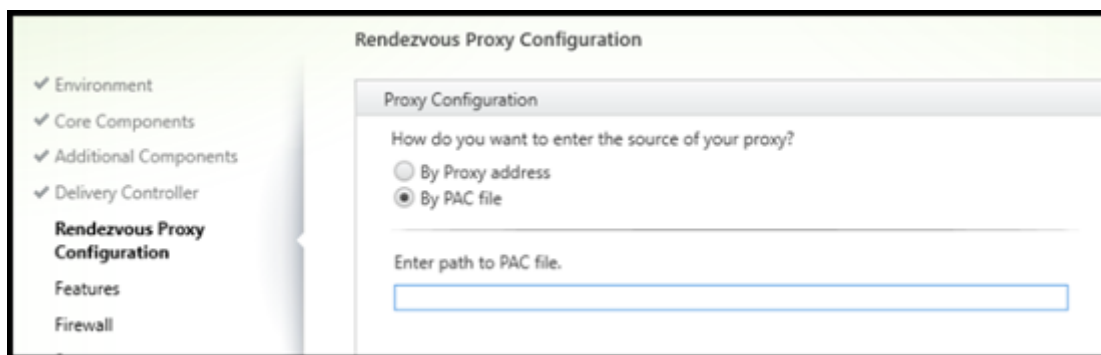 Rendezvous Proxy Configuration
Environment
Core Components
Additional Components
Delivery Controller
Rendezvous Proxy
Configuration
Features
Firewall
Proxy Configuration
How do you want to enter the source of your proxy?
By Proxy address
By PAC file
Enter path to PAC file.